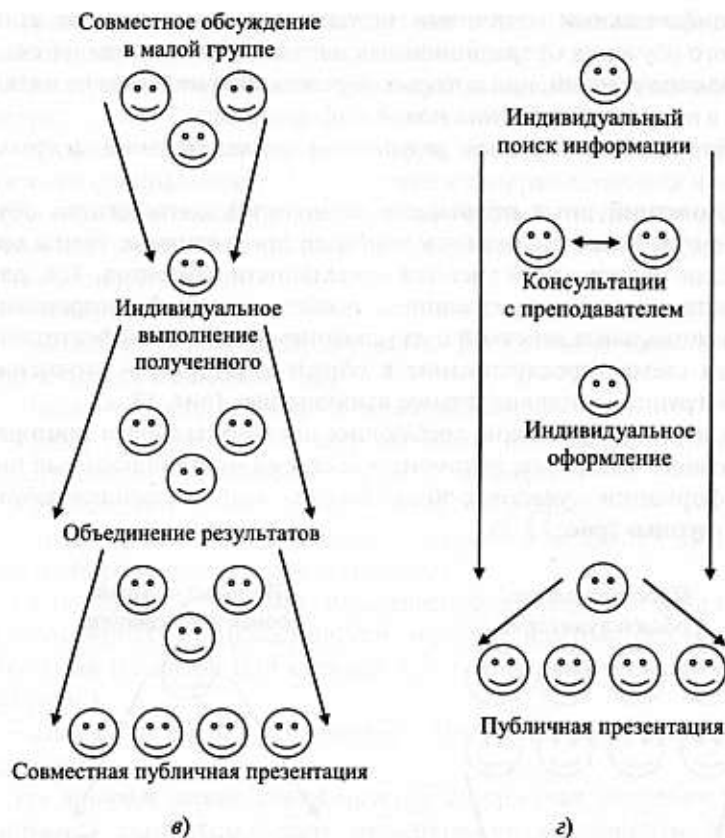 Совместное обсуждение
в малой группе
Индивидуальное
выполнение
полученного
Объединение результатов
Совместная публичная презентация
в)
Индивидуальный
поиск информации
Консультации
с преподавателем
Индивидуальное
оформление
Публичная презентация
г)